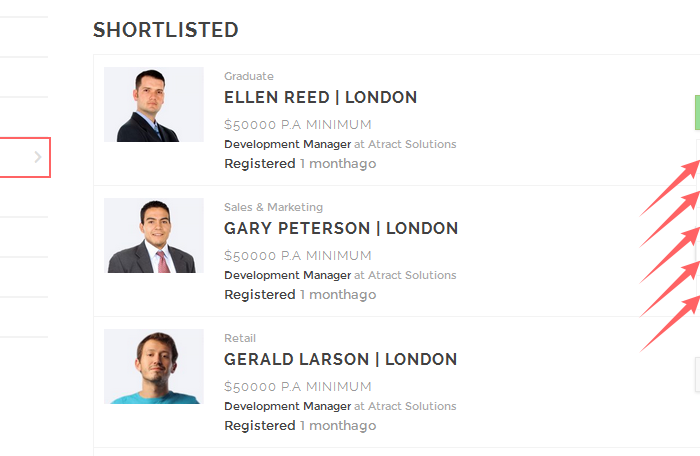 SHORTLISTED
Graduate
ELLEN REED | LONDON
$50000 P.A MINIMUM
Development Manager at Atract Solutions
Registered 1 monthago
Sales & Marketing
GARY PETERSON | LONDON
$50000 P.A MINIMUM
Development Manager at Atract Solutions
Registered 1 monthago
Retail
GERALD LARSON | LONDON
$50000 P.A MINIMUM
Development Manager at Atract Solutions
Registered 1 monthago